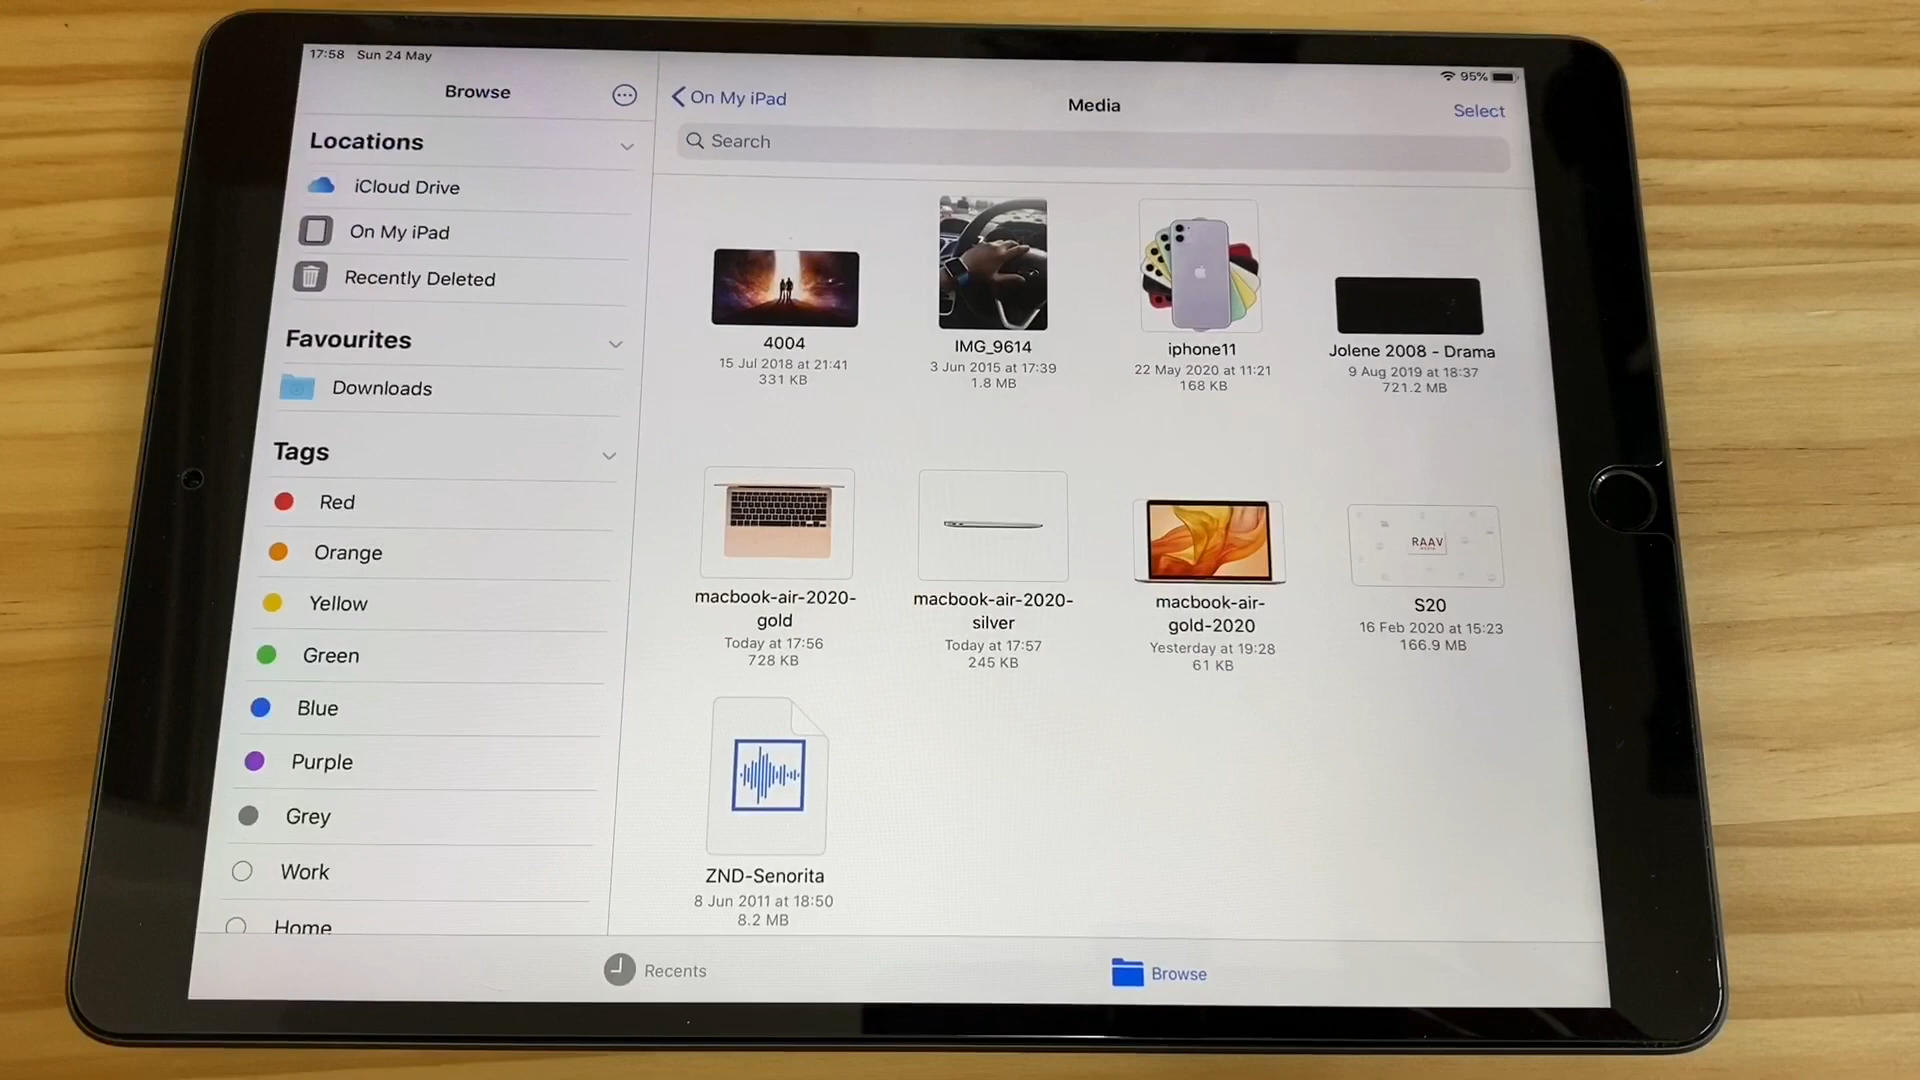 17:58 Sun 24 May
95%
Browse
Locations
iCloud Drive
On My iPad
Recently Deleted
Favourites
Downloads
Tags
Red
Orange
Yellow
Green
Blue
Purple
Grey
Work
Home
On My iPad
Media
Select
Search
4004
15 Jul 2018 at 21:41
331 KB
IMG_9614
3 Jun 2015 at 17:39
1.8 MB
iphone11
22 May 2020 at 11:21
168 KB
Jolene 2008 - Drama
9 Aug 2019 at 18:37
721.2 MB
macbook-air-2020-
gold
Today at 17:56
728 KB
macbook-air-2020-
silver
Today at 17:57
245 KB
macbook-air-
gold-2020
Yesterday at 19:28
61 KB
RAAV
MEDIA
S20
16 Feb 2020 at 15:23
166.9 MB
ZND-Senorita
8 Jun 2011 at 18:50
8.2 MB
Recents
Browse